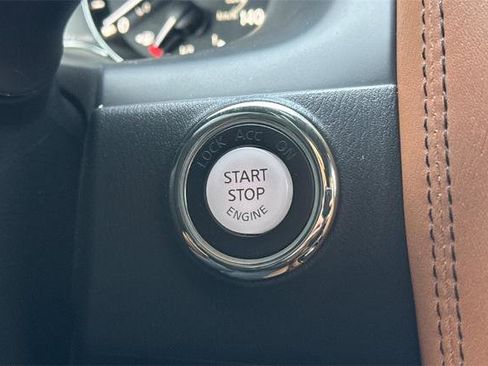 140
LOCK ACC ON
START
STOP
ENGINE